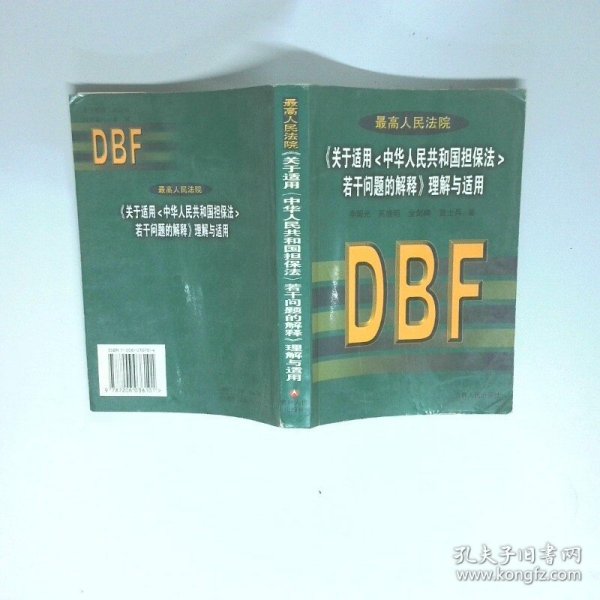 DBF
最高人民法院
《关于适用<中华人民共和国担保法>
若干问题的解释》理解与适用
最高人民法院《关于适用〈中华人民共和国担保法〉若干问题的解释》理解与适用
最高人民法院
《关于适用<中华人民共和国担保法>
若干问题的解释》理解与适用
DBF
孔夫子旧书网
www.kongfz.com